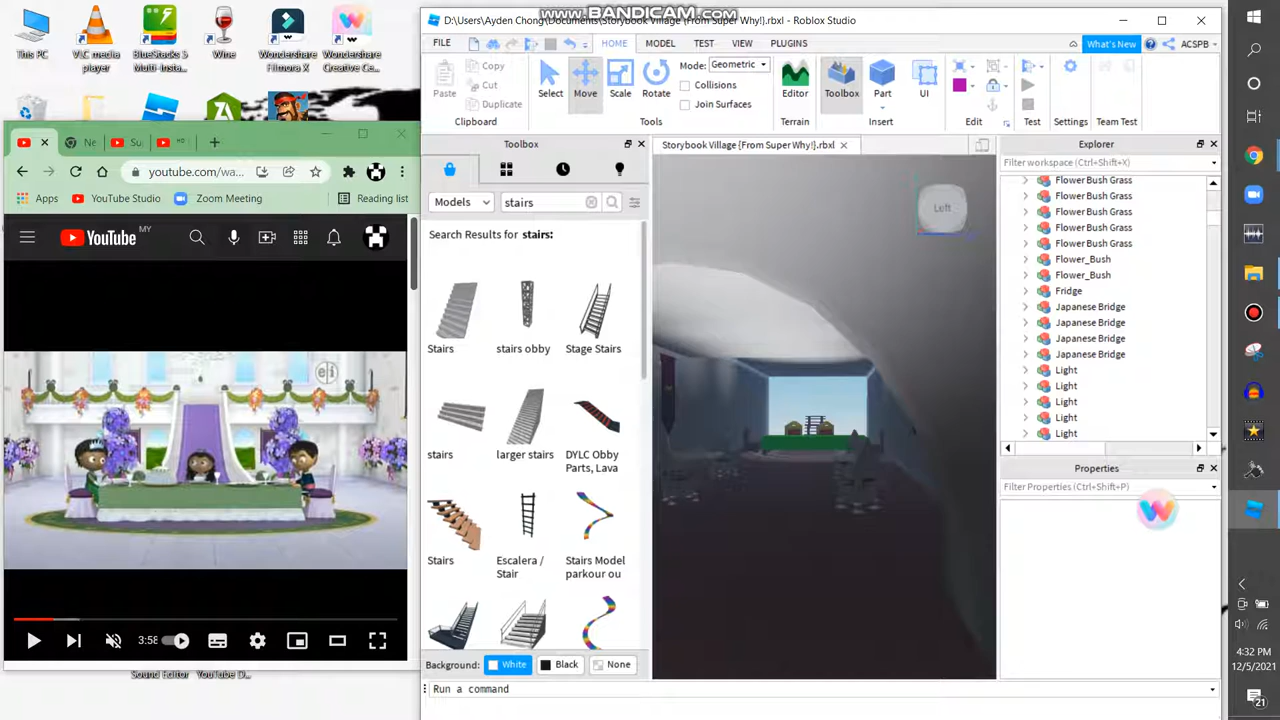 www.BANDICAM.com
D:\Users\Ayden Chong\Documents\Storybook Village {From Super Why!}.rbxl - Roblox Studio
FILE HOME MODEL TEST VIEW PLUGINS What's New ACSPB
Paste Copy Cut Duplicate Select Move Scale Rotate Mode: Geometric Collisions Join Surfaces Editor Toolbox Part UI
Clipboard Tools Terrain Insert Edit Test Settings Team Test
This PC
VLC media player
BlueStacks 5 Multi-Insta...
Wine
Wondershare Filmora X
Wondershare Creative Ce...
Ne
Su
HD
youtube.com/wa...
Apps YouTube Studio Zoom Meeting Reading list
YouTube MY
ei
3:58
Sound Editor YouTube D...
Toolbox
Models stairs
Search Results for stairs:
Stairs stairs obby Stage Stairs
stairs larger stairs DYLC Obby Parts, Lava
Stairs Escalera / Stair Stairs Model parkour ou
Background: White Black None
Run a command
Storybook Village {From Super Why!}.rbxl
Left
Explorer
Filter workspace (Ctrl+Shift+X)
Flower Bush Grass
Flower Bush Grass
Flower Bush Grass
Flower Bush Grass
Flower Bush Grass
Flower_Bush
Flower_Bush
Fridge
Japanese Bridge
Japanese Bridge
Japanese Bridge
Japanese Bridge
Light
Light
Light
Light
Light
Properties
Filter Properties (Ctrl+Shift+P)
4:32 PM
12/5/2021
21